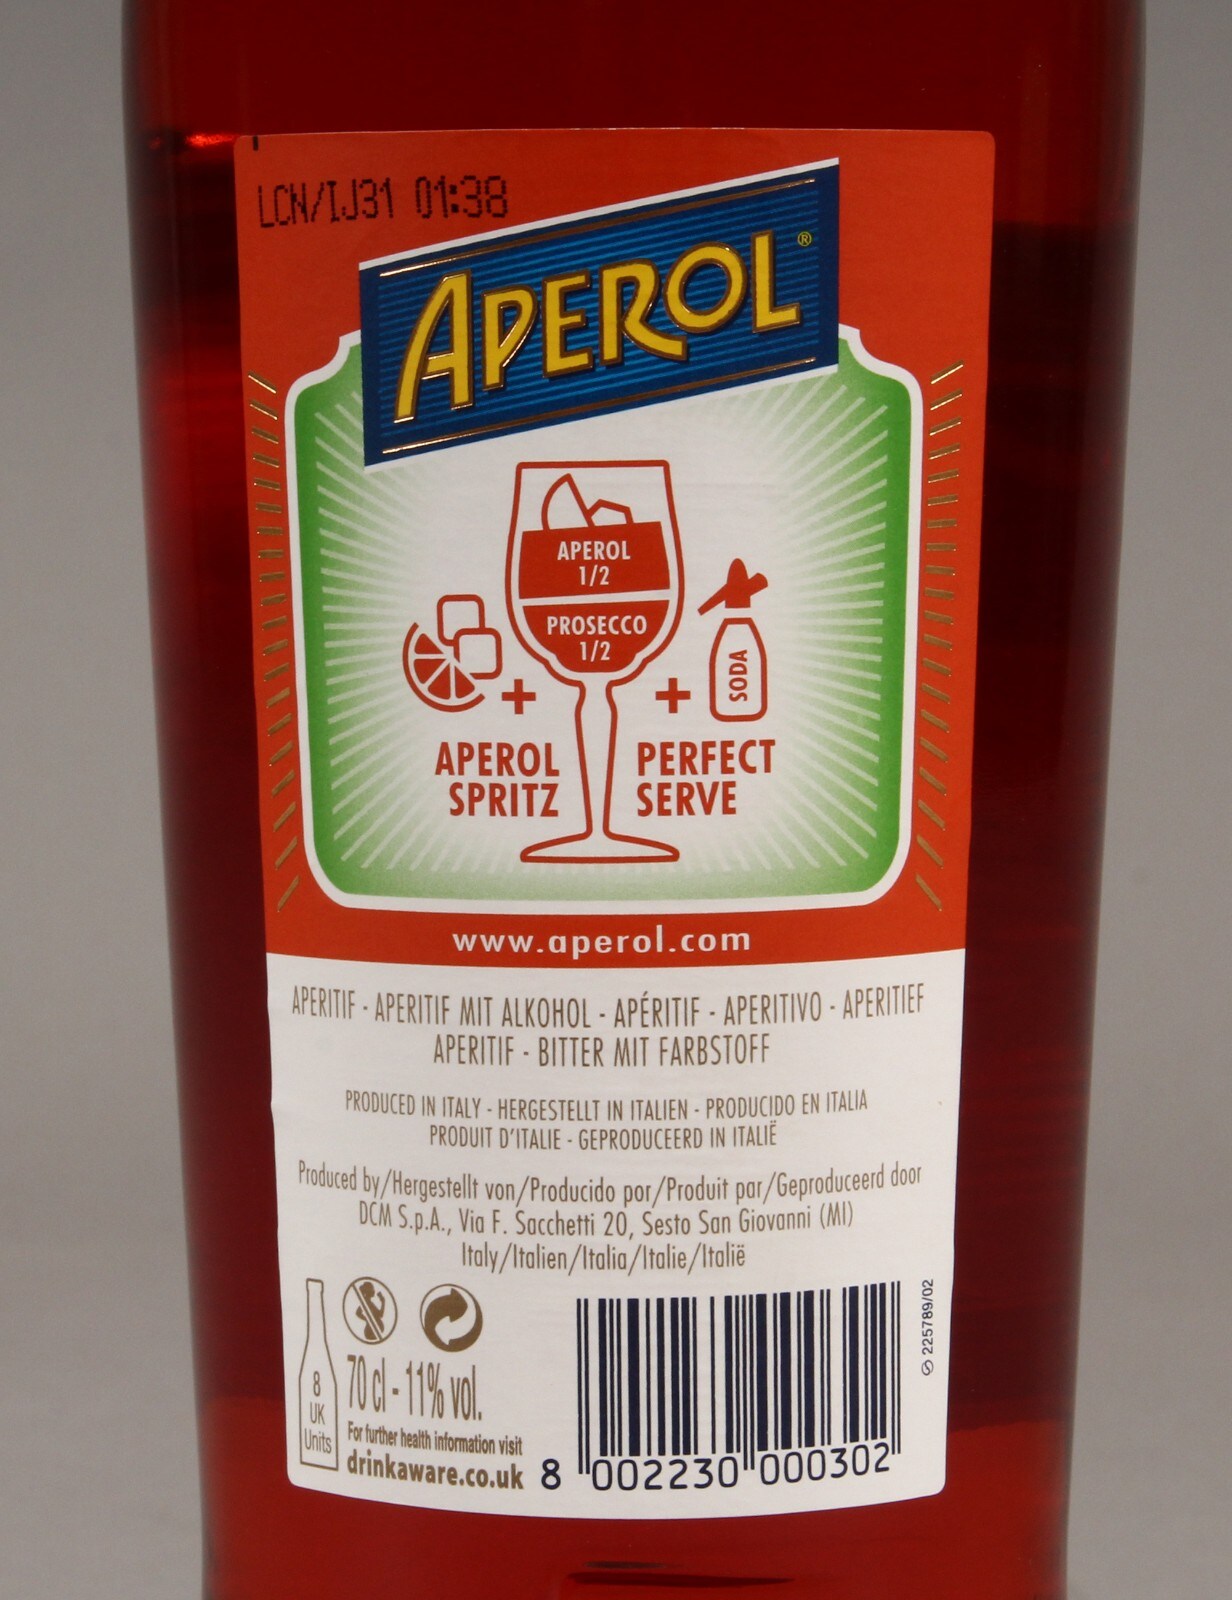 LCN/IJ31 01:38
APEROL®
APEROL
1/2
PROSECCO
1/2
SODA
+
+
APEROL SPRITZ
PERFECT SERVE
www.aperol.com
APERITIF - APERITIF MIT ALKOHOL - APÉRITIF - APERITIVO - APERITIEF
APERITIF - BITTER MIT FARBSTOFF
PRODUCED IN ITALY - HERGESTELLT IN ITALIEN - PRODUCIDO EN ITALIA
PRODUIT D'ITALIE - GEPRODUCEERD IN ITALIË
Produced by/Hergestellt von/Producido por/Produit par/Geproduceerd door
DCM S.p.A., Via F. Sacchetti 20, Sesto San Giovanni (MI)
Italy/Italien/Italia/Italie/Italië
8
UK
Units
70 cl - 11% vol.
For further health information visit
drinkaware.co.uk
8 002230 000302
225789/02